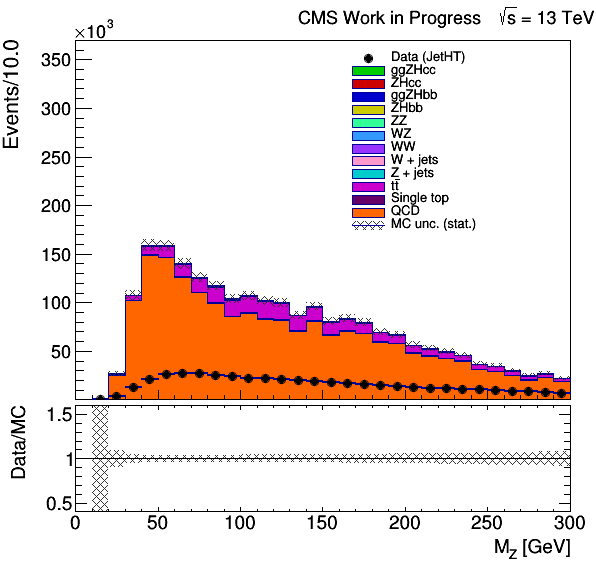 CMS Work in Progress √s = 13 TeV
×10³
Events/10.0
350
300
250
200
150
100
50
Data (JetHT)
ggZHcc
ZHcc
ggZHbb
ZHbb
ZZ
WZ
WW
W + jets
Z + jets
tt̄
Single top
QCD
MC unc. (stat.)
Data/MC
1.5
1
0.5
0 50 100 150 200 250 300
M_Z [GeV]